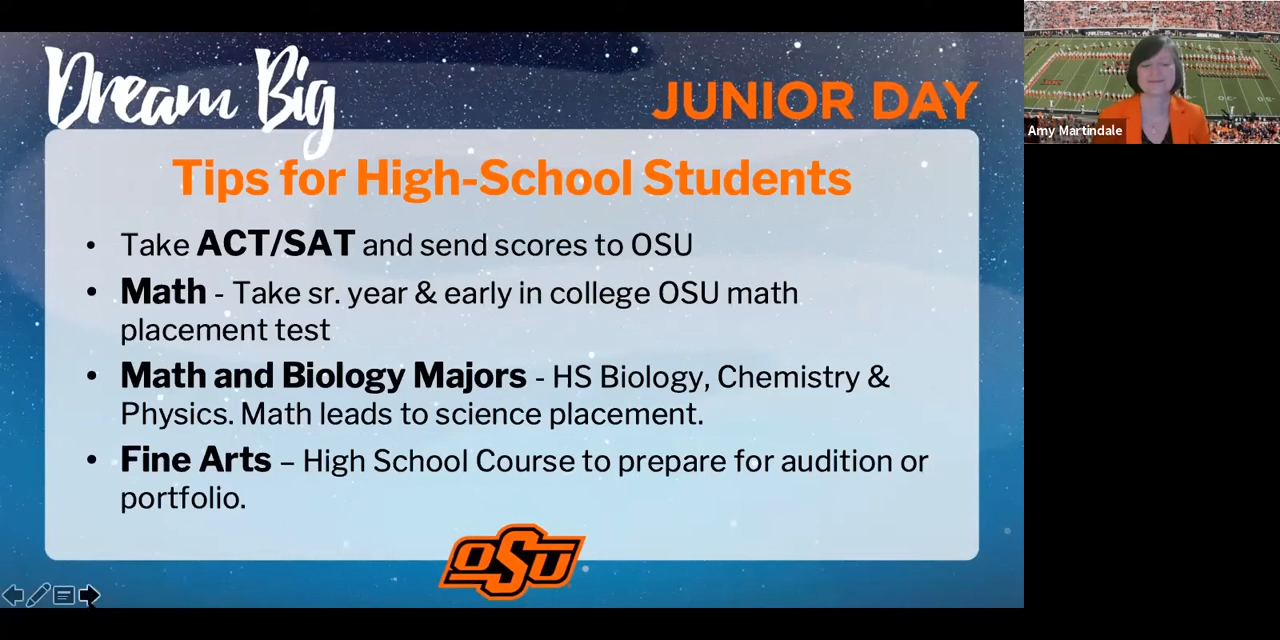 Dream Big
JUNIOR DAY
Tips for High-School Students
• Take ACT/SAT and send scores to OSU
• Math - Take sr. year & early in college OSU math
placement test
• Math and Biology Majors - HS Biology, Chemistry &
Physics. Math leads to science placement.
• Fine Arts – High School Course to prepare for audition or
portfolio.
OSU
Amy Martindale